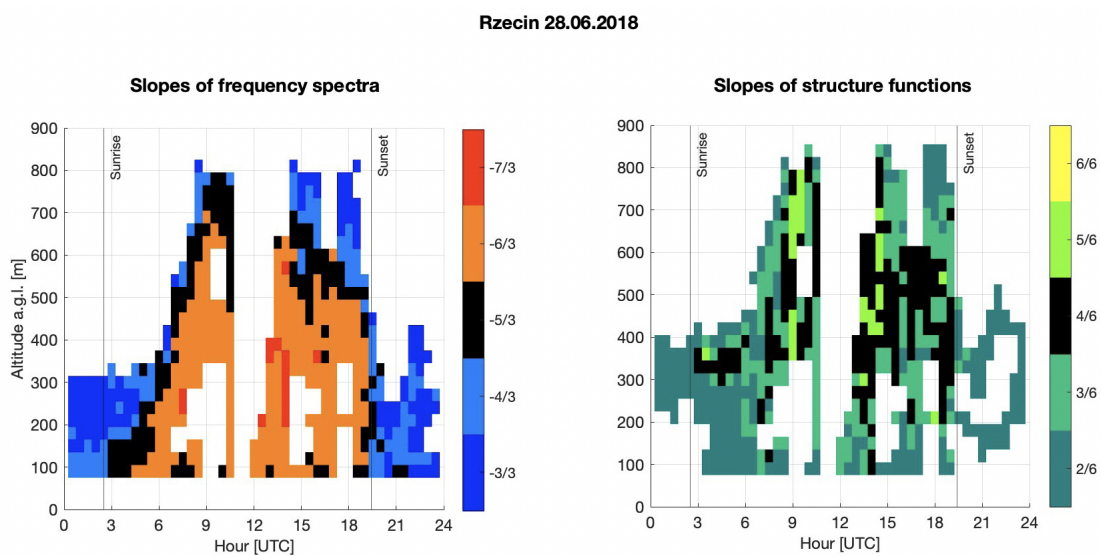 Rzecin 28.06.2018
Slopes of frequency spectra
Altitude a.g.l. [m]
900
800
700
600
500
400
300
200
100
0
Sunrise
Sunset
0 3 6 9 12 15 18 21 24
Hour [UTC]
-7/3
-6/3
-5/3
-4/3
-3/3
Slopes of structure functions
900
800
700
600
500
400
300
200
100
0
Sunrise
Sunset
0 3 6 9 12 15 18 21 24
Hour [UTC]
6/6
5/6
4/6
3/6
2/6